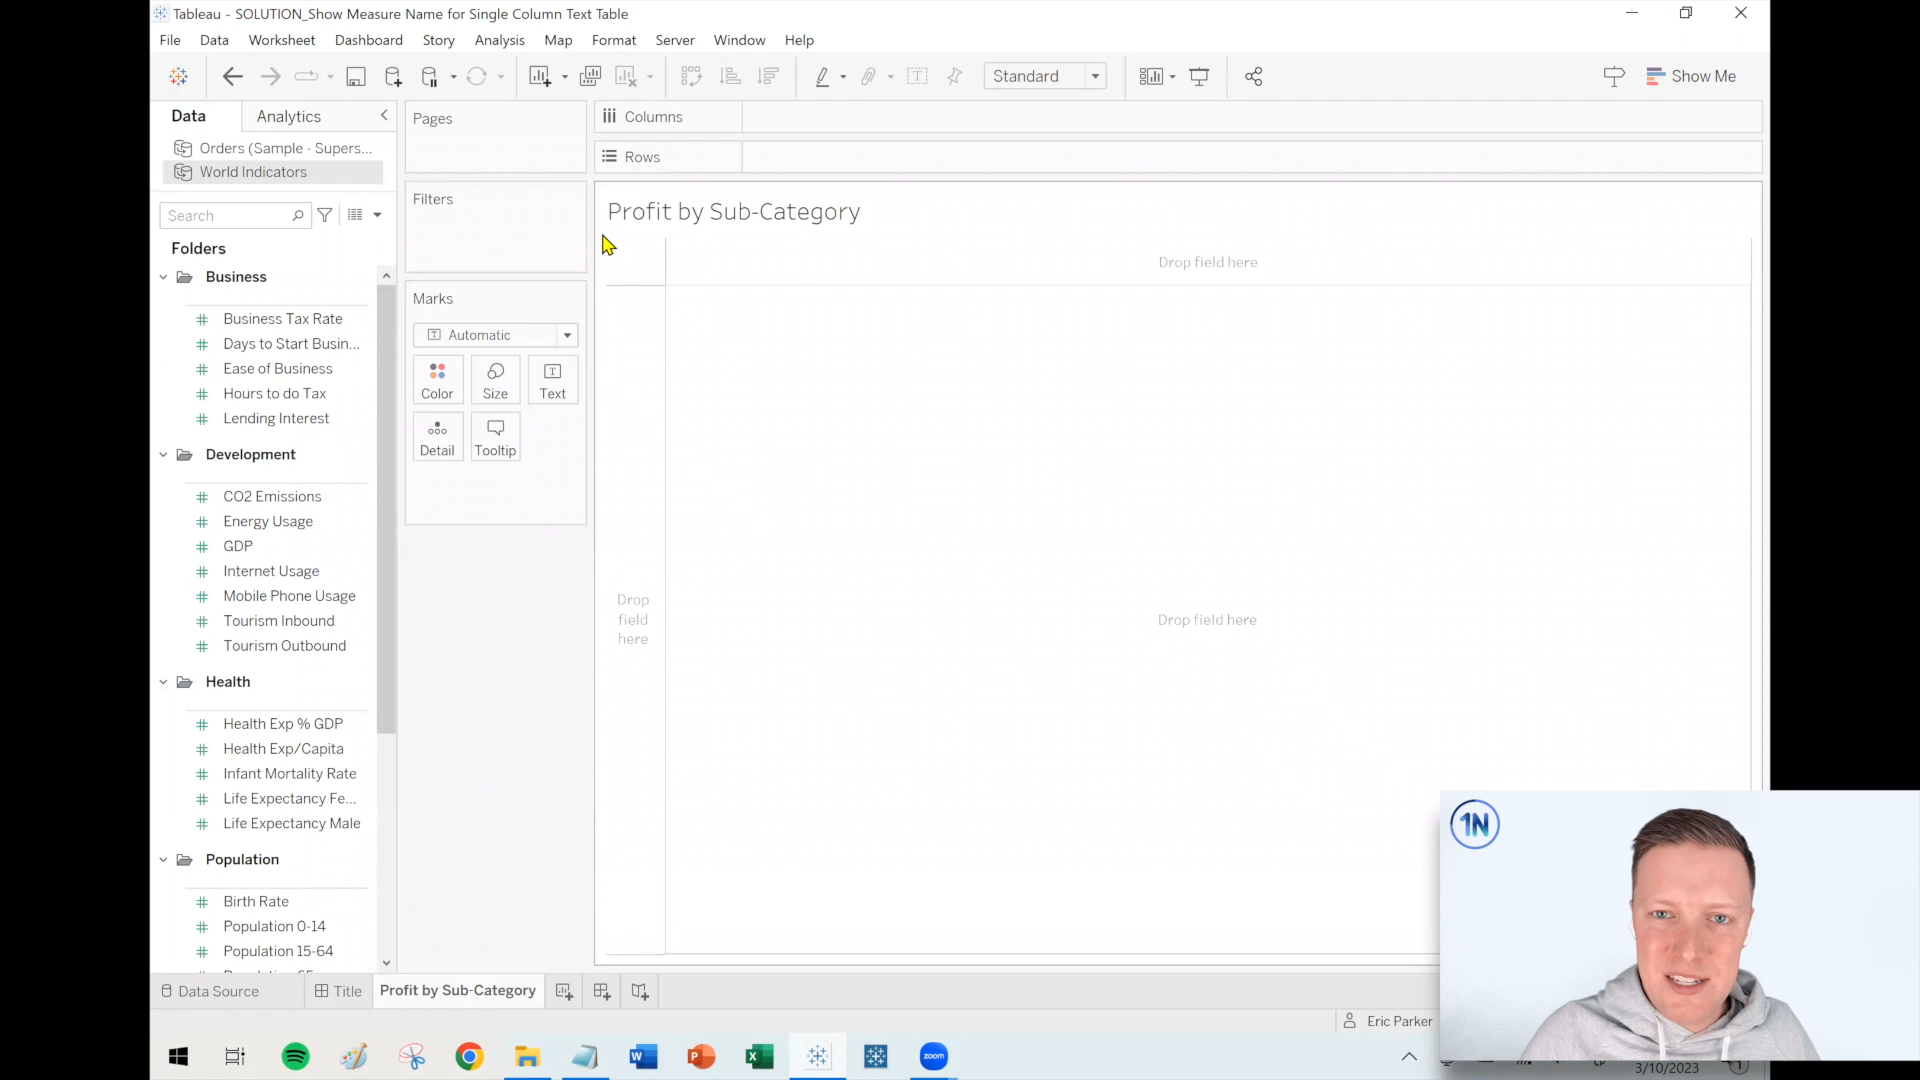 Tableau - SOLUTION_Show Measure Name for Single Column Text Table
File Data Worksheet Dashboard Story Analysis Map Format Server Window Help
Standard
Show Me
Data Analytics
Orders (Sample - Supers...
World Indicators
Search
Folders
Business
Business Tax Rate
Days to Start Busin...
Ease of Business
Hours to do Tax
Lending Interest
Development
CO2 Emissions
Energy Usage
GDP
Internet Usage
Mobile Phone Usage
Tourism Inbound
Tourism Outbound
Health
Health Exp % GDP
Health Exp/Capita
Infant Mortality Rate
Life Expectancy Fe...
Life Expectancy Male
Population
Birth Rate
Population 0-14
Population 15-64
Pages
Filters
Marks
Automatic
Color Size Text
Detail Tooltip
Columns
Rows
Profit by Sub-Category
Drop field here
Drop
field
here
Drop field here
1N
Data Source Title Profit by Sub-Category
Eric Parker
zoom
3/10/2023